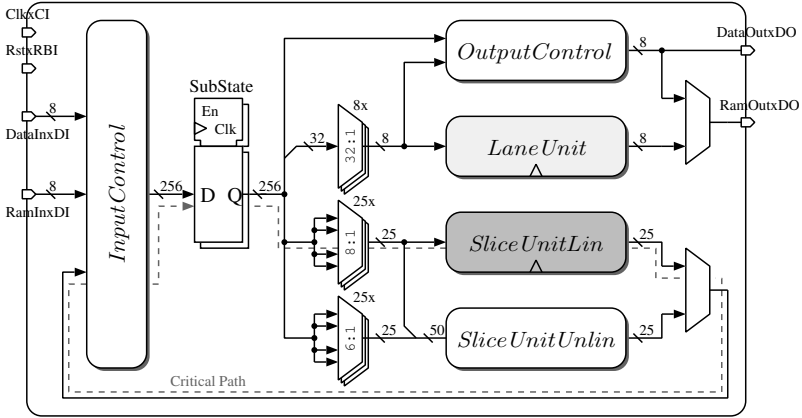 ClkxCI
RstxRBI
DataInxDI
8
RamInxDI
8
InputControl
256
SubState
En
Clk
D
Q
256
32
8x
32:1
8
25x
8:1
25
25x
6:1
25
50
OutputControl
8
LaneUnit
8
SliceUnitLin
25
SliceUnitUnlin
25
DataOutxDO
RamOutxDO
Critical Path